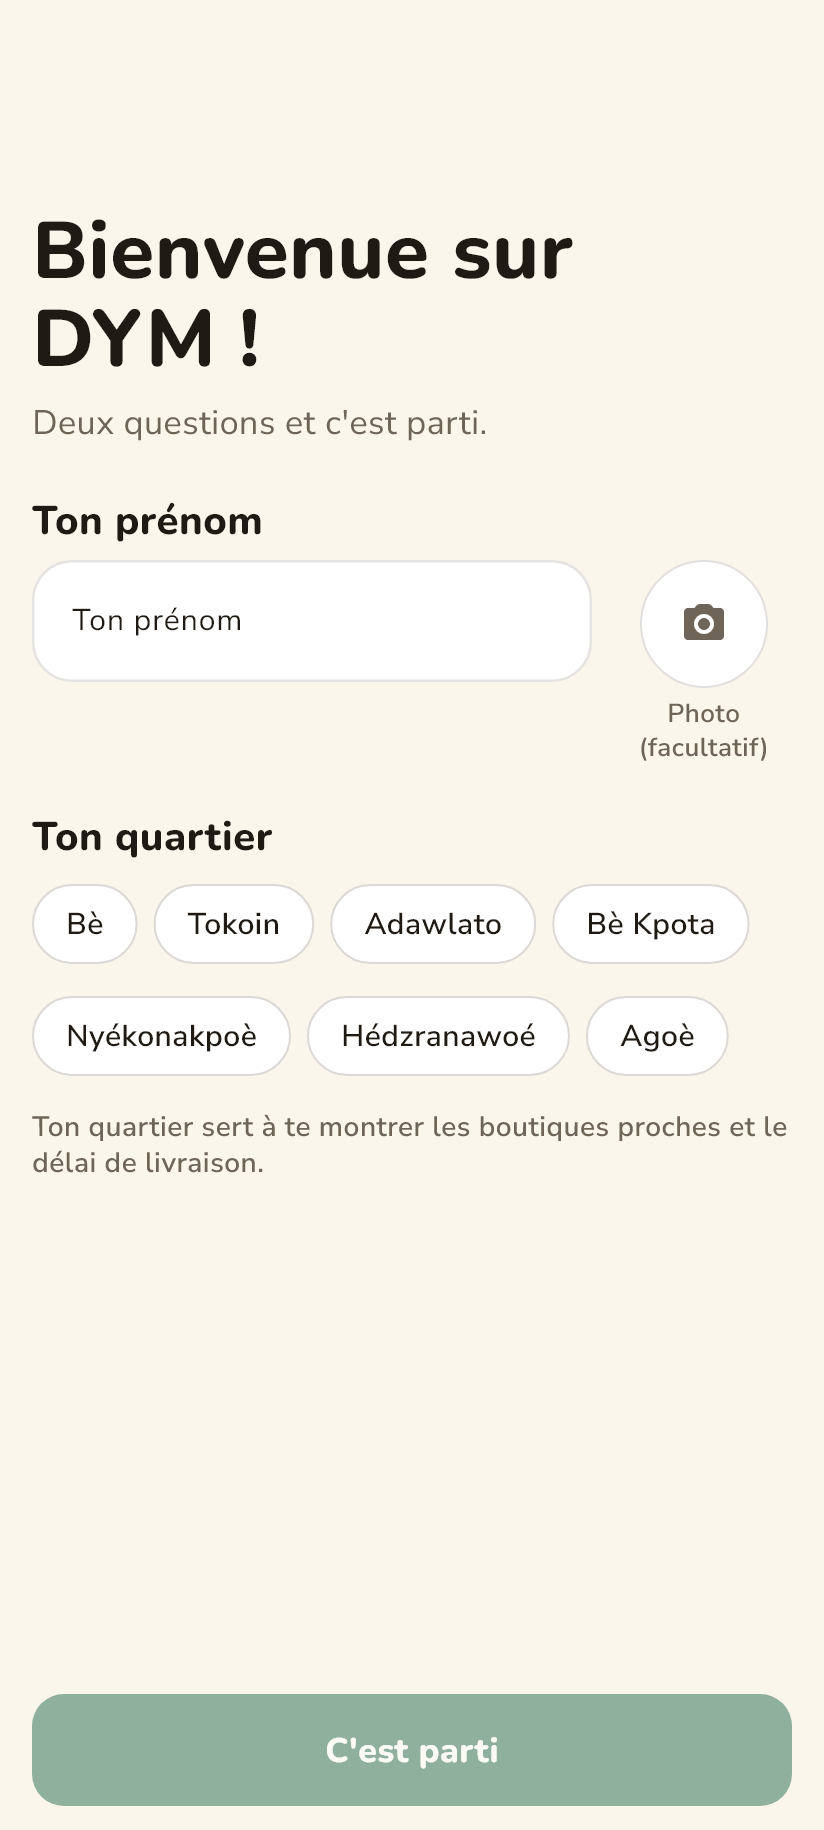 Bienvenue sur
DYM !
Deux questions et c'est parti.
Ton prénom
Ton prénom
Photo
(facultatif)
Ton quartier
Bè
Tokoin
Adawlato
Bè Kpota
Nyékonakpoè
Hédzranawoé
Agoè
Ton quartier sert à te montrer les boutiques proches et le
délai de livraison.
C'est parti